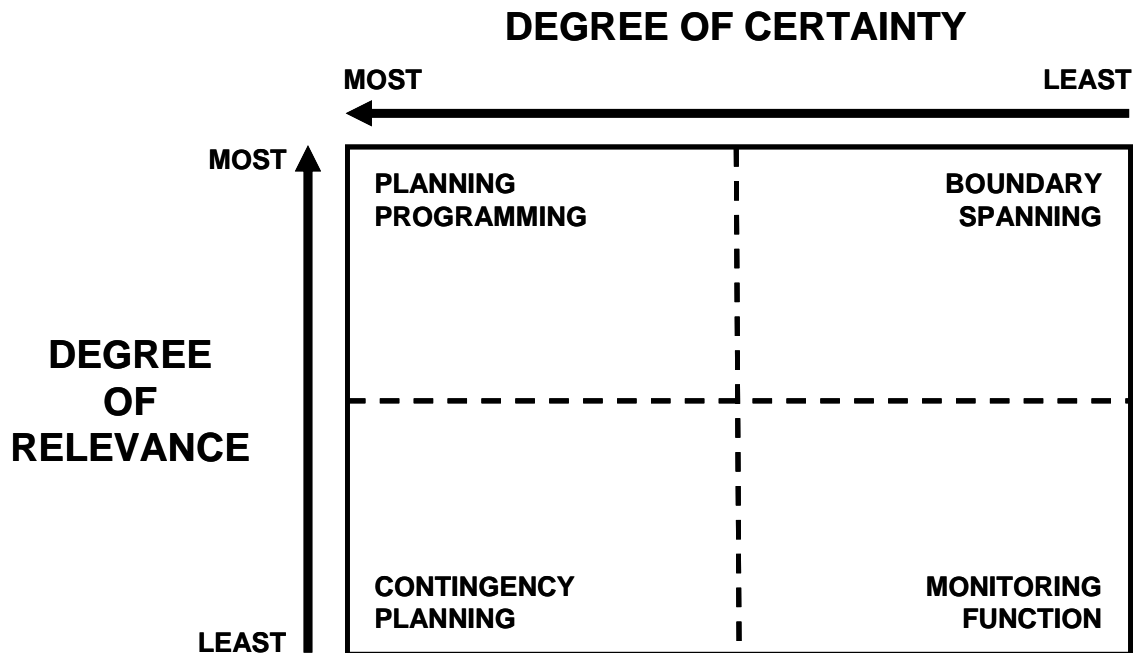 DEGREE OF CERTAINTY
MOST
LEAST
MOST
PLANNING
PROGRAMMING
BOUNDARY
SPANNING
DEGREE
OF
RELEVANCE
CONTINGENCY
PLANNING
MONITORING
FUNCTION
LEAST